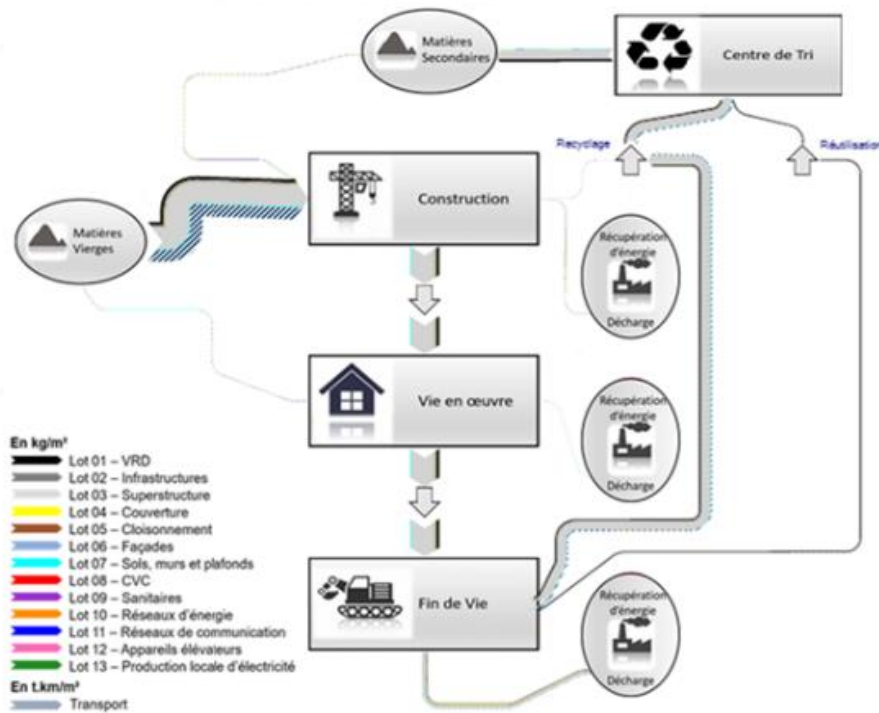 Matières
Secondaires
Centre de Tri
Recyclage
Réutilisation
Construction
Matières
Vierges
Récupération
d'énergie
Décharge
Vie en œuvre
Récupération
d'énergie
Décharge
En kg/m²
Lot 01 – VRD
Lot 02 – Infrastructures
Lot 03 – Superstructure
Lot 04 – Couverture
Lot 05 – Cloisonnement
Lot 06 – Façades
Lot 07 – Sols, murs et plafonds
Lot 08 – CVC
Lot 09 – Sanitaires
Lot 10 – Réseaux d'énergie
Lot 11 – Réseaux de communication
Lot 12 – Appareils élévateurs
Lot 13 – Production locale d'électricité
En t.km/m²
Transport
Fin de Vie
Récupération
d'énergie
Décharge